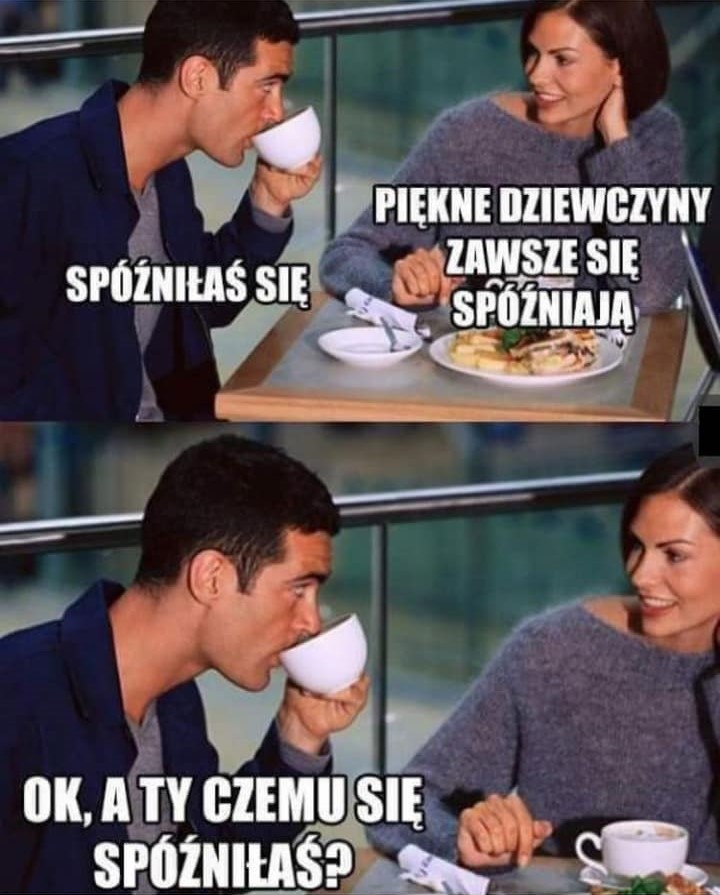 SPÓŹNIŁAŚ SIĘ
PIĘKNE DZIEWCZYNY
ZAWSZE SIĘ
SPÓŹNIAJĄ
OK, A TY CZEMU SIĘ
SPÓŹNIŁAŚ?